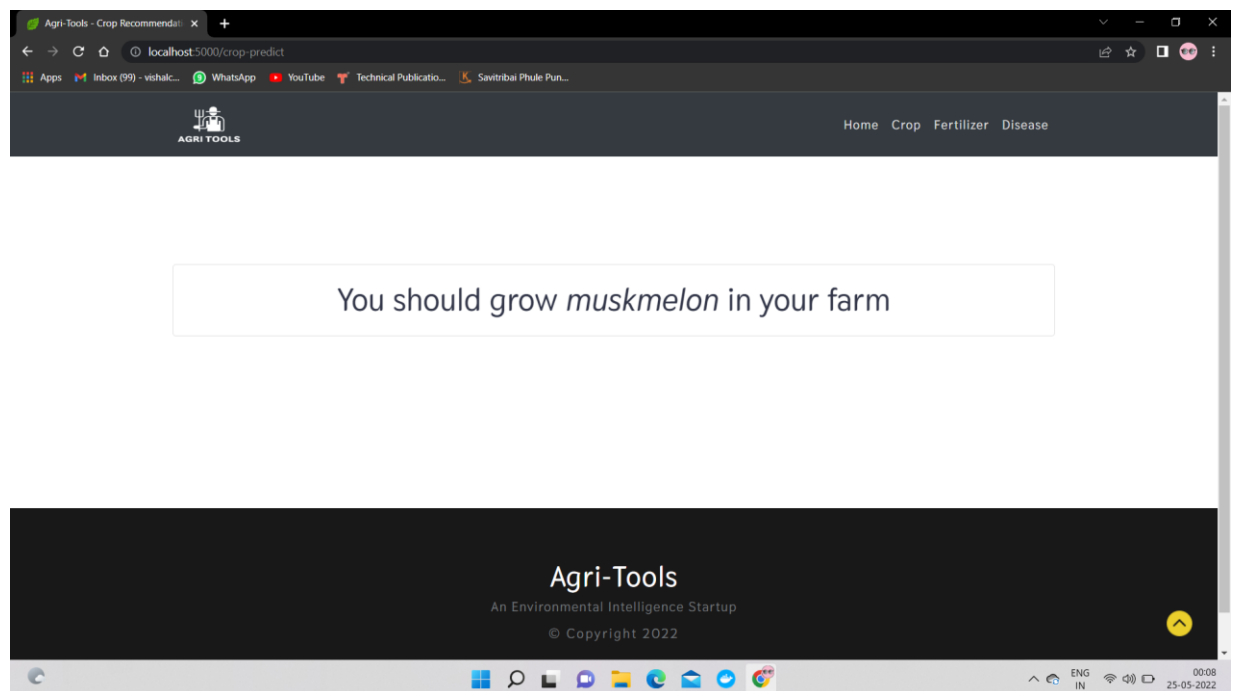 Agri-Tools - Crop Recommendati
localhost:5000/crop-predict
Apps Inbox (99) - vishalc... WhatsApp YouTube Technical Publicatio... Savitribai Phule Pun...
AGRI TOOLS
Home Crop Fertilizer Disease
You should grow muskmelon in your farm
Agri-Tools
An Environmental Intelligence Startup
© Copyright 2022
ENG
IN
00:08
25-05-2022